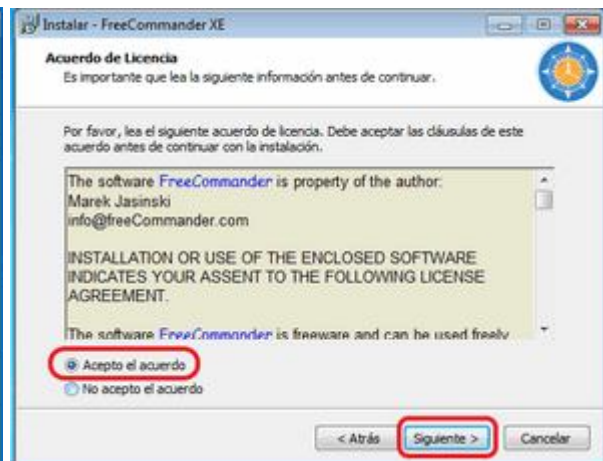 Instalar - FreeCommander XE
Acuerdo de Licencia
Es importante que lea la siguiente información antes de continuar.
Por favor, lea el siguiente acuerdo de licencia. Debe aceptar las cláusulas de este
acuerdo antes de continuar con la instalación.
The software FreeCommander is property of the author:
Marek Jasinski
info@freeCommander.com
INSTALLATION OR USE OF THE ENCLOSED SOFTWARE
INDICATES YOUR ASSENT TO THE FOLLOWING LICENSE
AGREEMENT.
The software FreeCommander is freeware and can be used freely
Acepto el acuerdo
No acepto el acuerdo
< Atrás Siguiente > Cancelar